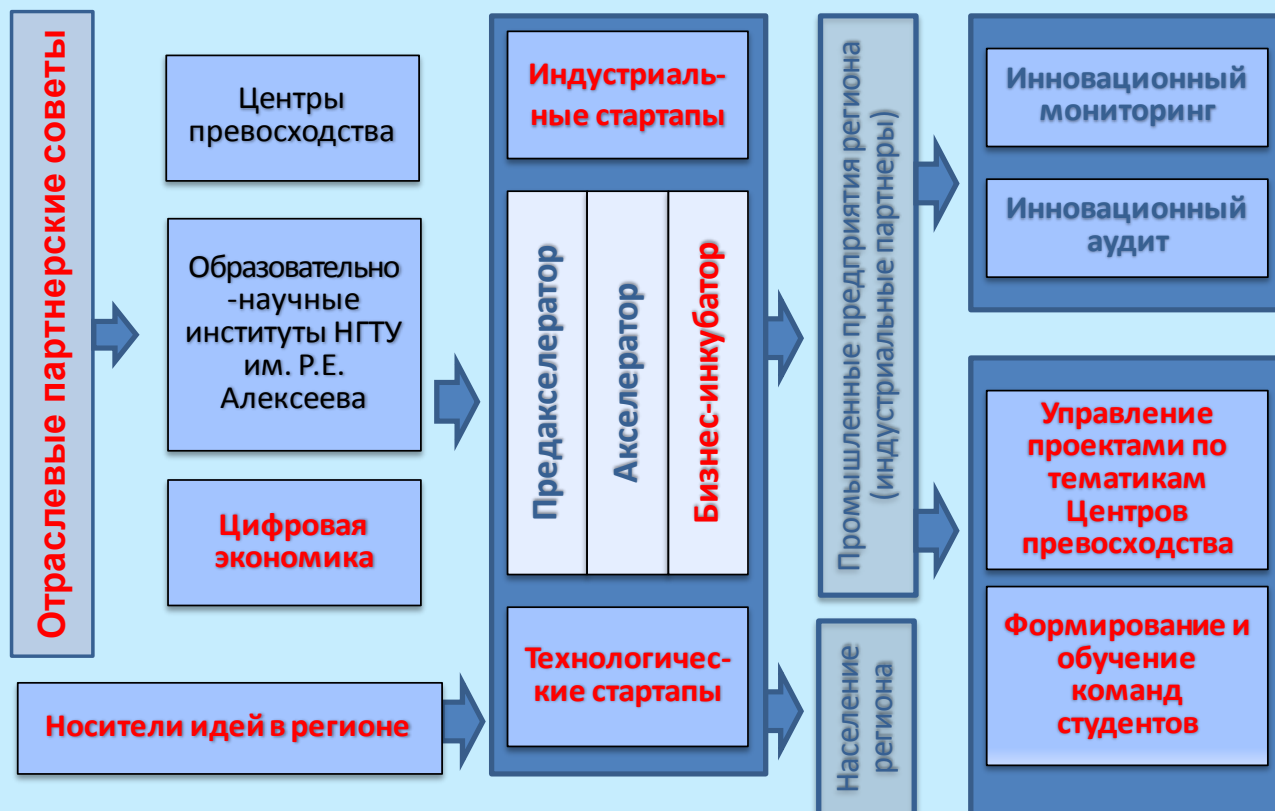 Отраслевые партнерские советы
Центры
превосходства
Образовательно
-научные
институты НГТУ
им. Р.Е.
Алексеева
Цифровая
экономика
Носители идей в регионе
Индустриаль-
ные стартапы
Предакселератор
Акселератор
Бизнес-инкубатор
Технологичес-
кие стартапы
Промышленные предприятия региона
(индустриальные партнеры)
Население
региона
Инновационный
мониторинг
Инновационный
аудит
Управление
проектами по
тематикам
Центров
превосходства
Формирование и
обучение
команд
студентов